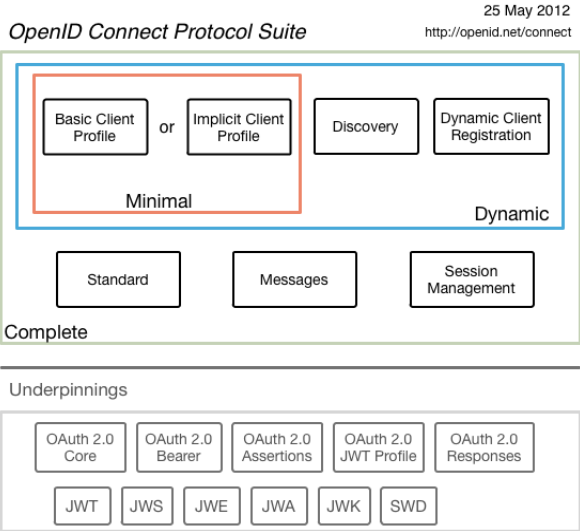 25 May 2012
OpenID Connect Protocol Suite
http://openid.net/connect
Basic Client
Profile
or
Implicit Client
Profile
Discovery
Dynamic Client
Registration
Minimal
Dynamic
Standard
Messages
Session
Management
Complete
Underpinnings
OAuth 2.0
Core
OAuth 2.0
Bearer
OAuth 2.0
Assertions
OAuth 2.0
JWT Profile
OAuth 2.0
Responses
JWT
JWS
JWE
JWA
JWK
SWD